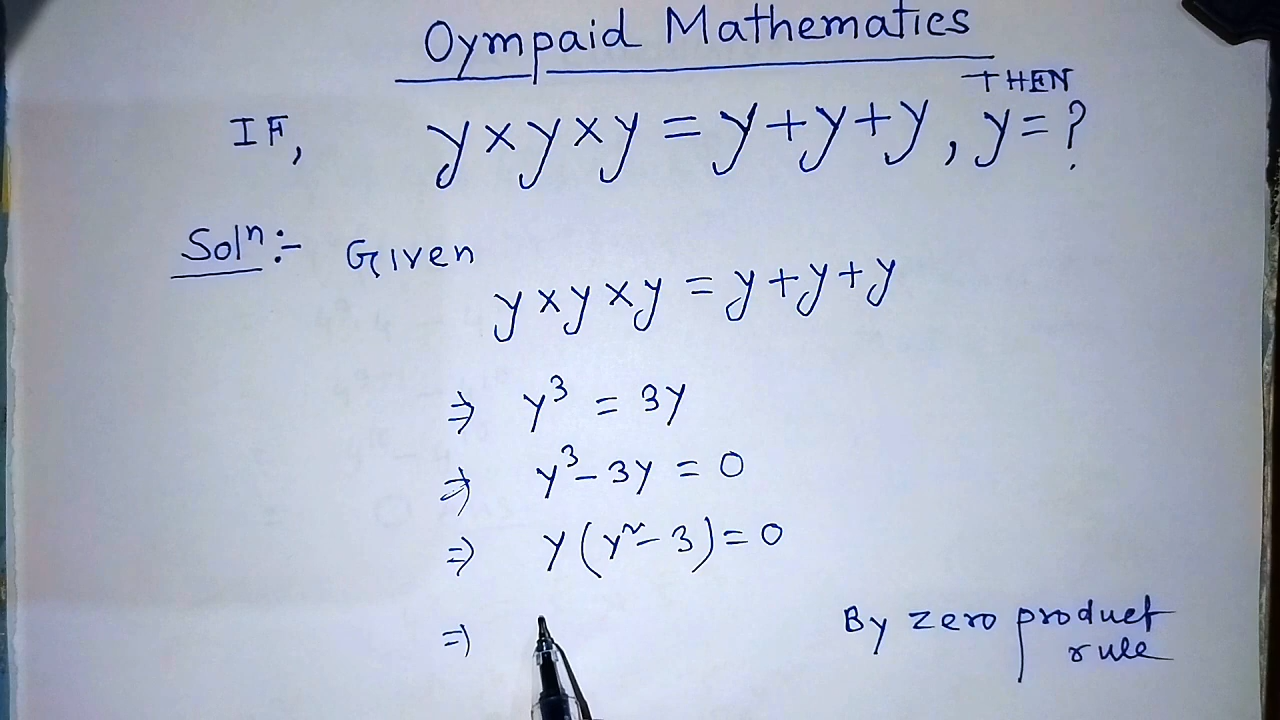 Oympaid Mathematics
IF, y×y×y = y+y+y, THEN y=?
Solⁿ:- Given
y×y×y = y+y+y
⇒ y³ = 3y
⇒ y³-3y = 0
⇒ y(y²-3)=0
⇒ By zero product
rule